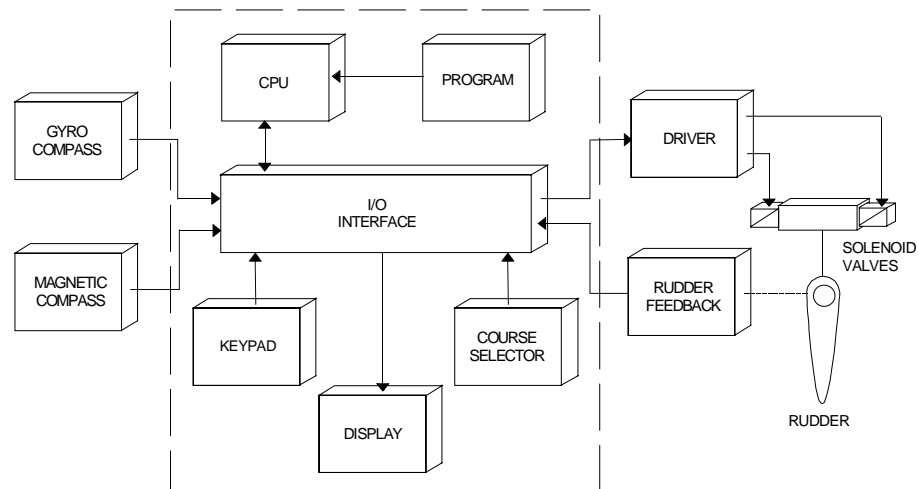 CPU
PROGRAM
GYRO
COMPASS
DRIVER
I/O
INTERFACE
SOLENOID
VALVES
MAGNETIC
COMPASS
RUDDER
FEEDBACK
KEYPAD
COURSE
SELECTOR
DISPLAY
RUDDER